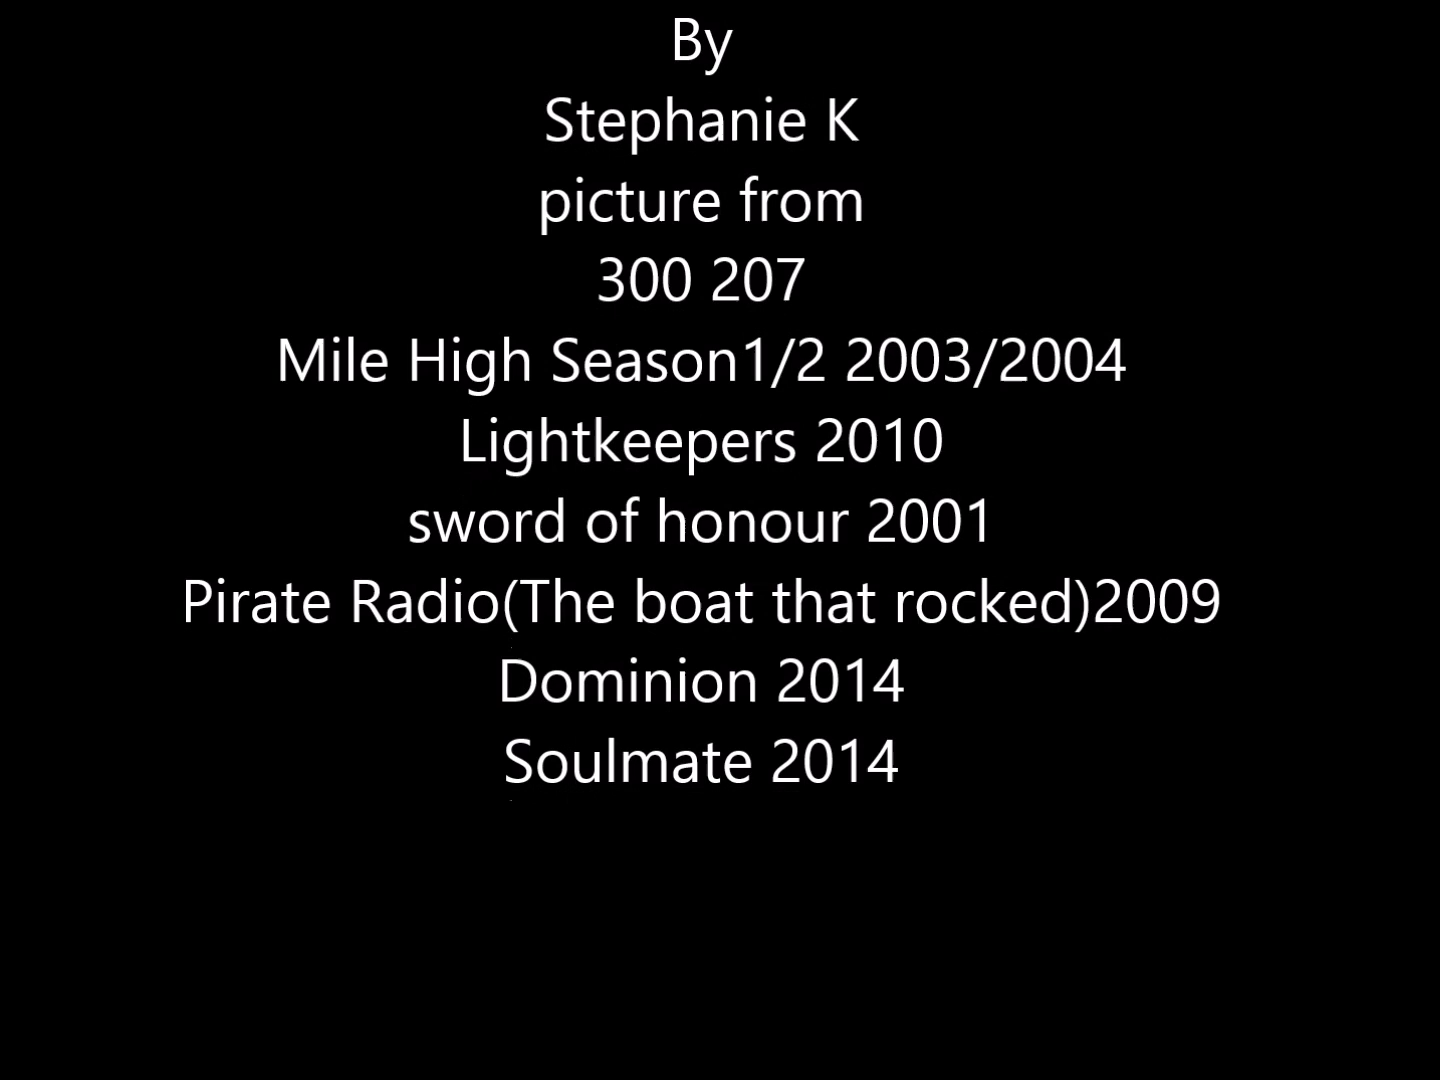 By
Stephanie K
picture from
300 207
Mile High Season1/2 2003/2004
Lightkeepers 2010
sword of honour 2001
Pirate Radio(The boat that rocked)2009
Dominion 2014
Soulmate 2014